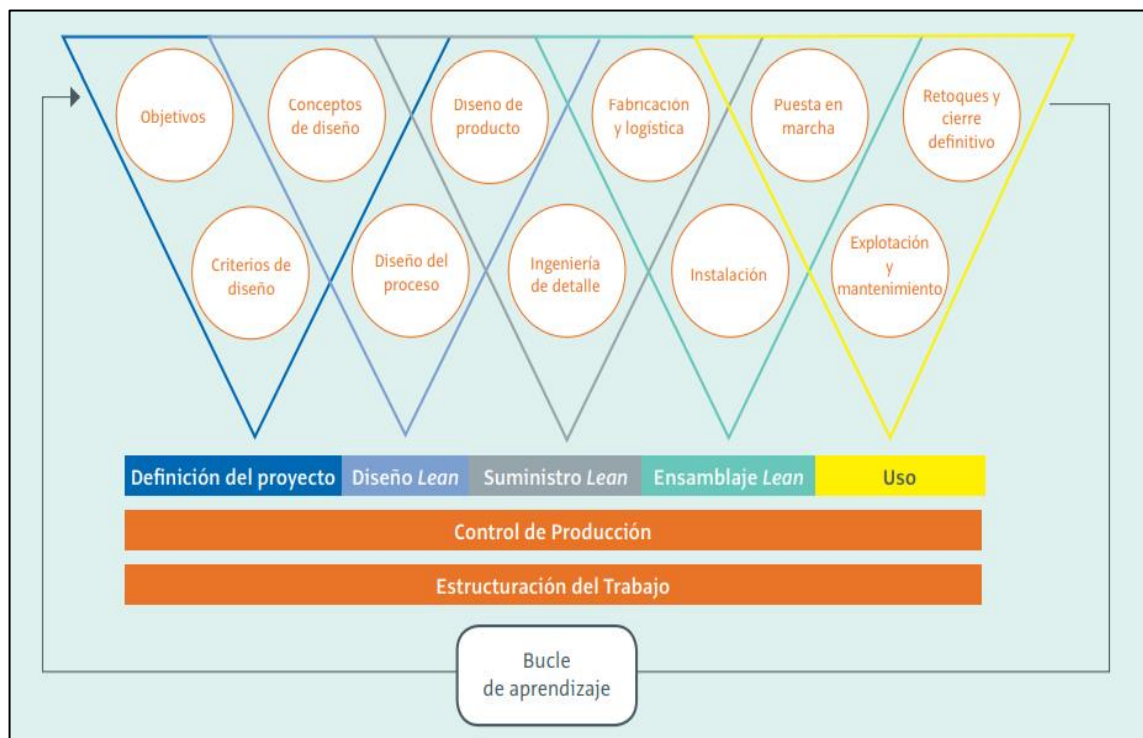 Objetivos
Conceptos
de diseño
Diseno de
producto
Fabricación
y logística
Puesta en
marcha
Retoques y
cierre
definitivo
Criterios de
diseño
Diseño del
proceso
Ingeniería
de detalle
Instalación
Explotación
y
mantenimiento
Definición del proyecto
Diseño Lean
Suministro Lean
Ensamblaje Lean
Uso
Control de Producción
Estructuración del Trabajo
Bucle
de aprendizaje